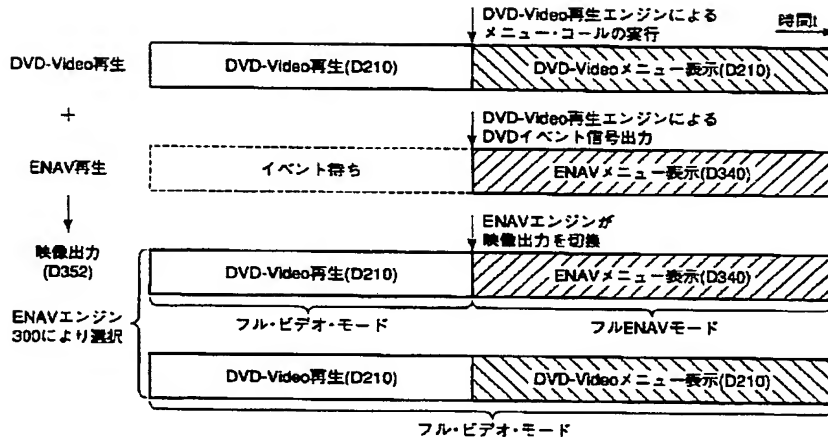 DVD-Video再生エンジンによる
メニュー・コールの実行
時間t
DVD-Video再生
DVD-Video再生(D210)
DVD-Videoメニュー表示(D210)
+
DVD-Video再生エンジンによる
DVDイベント信号出力
ENAV再生
イベント待ち
ENAVメニュー表示(D340)
ENAVエンジンが
映像出力を切換
映像出力
(D352)
DVD-Video再生(D210)
ENAVメニュー表示(D340)
ENAVエンジン
300により選択
フル・ビデオ・モード
フルENAVモード
DVD-Video再生(D210)
DVD-Videoメニュー表示(D210)
フル・ビデオ・モード